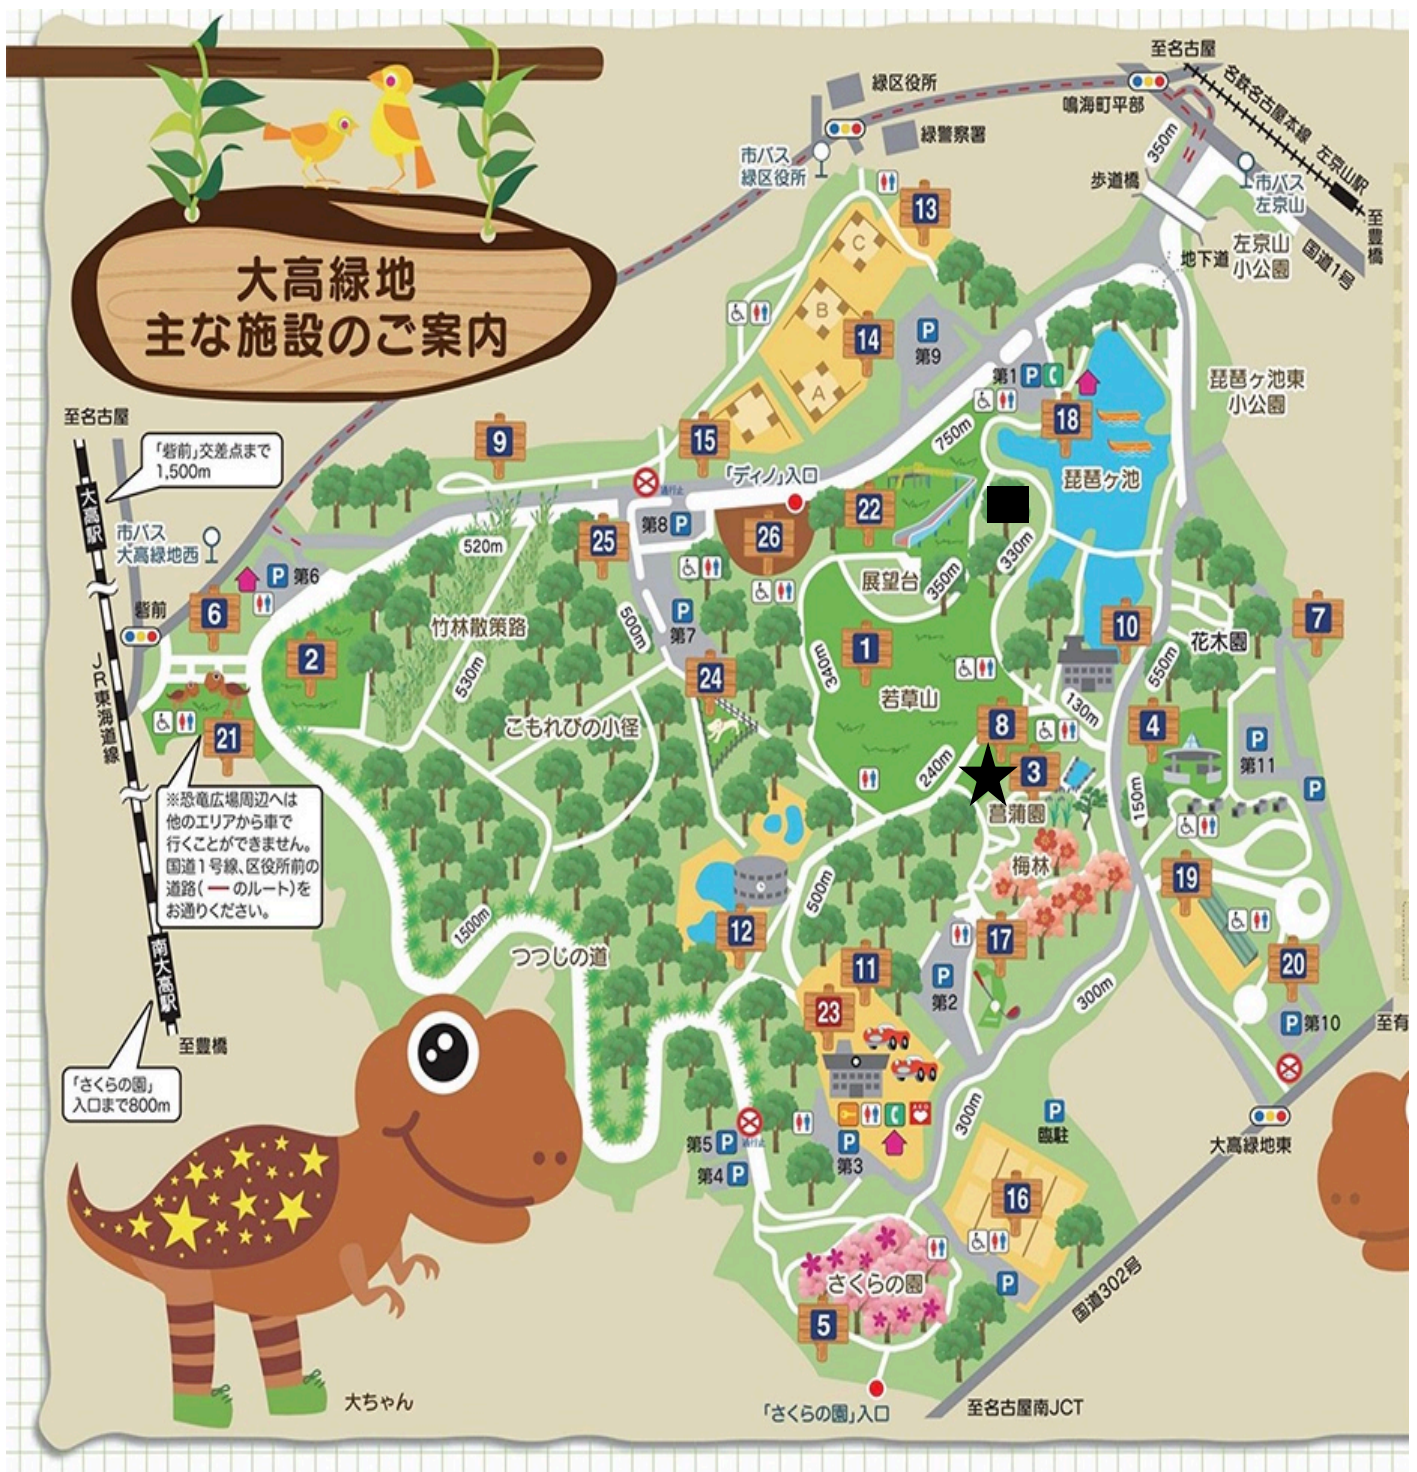 大高緑地
主な施設のご案内
至名古屋
「砦前」交差点まで
1,500m
大高駅
市バス
大高緑地西
砦前
JR東海道線
南大高駅
至豊橋
「さくらの園」
入口まで800m
※恐竜広場周辺へは
他のエリアから車で
行くことができません。
国道1号線、区役所前の
道路(ーのルート)を
お通りください。
大ちゃん
緑区役所
緑警察署
市バス
緑区役所
至名古屋
鳴海町平部
名鉄名古屋本線
左京山駅
至豊橋
350m
歩道橋
市バス
左京山
地下道
左京山
小公園
国道1号
13
C
B
A
14
P
第9
15
9
通行止
「ディノ」入口
750m
第1
P
18
琵琶ヶ池
琵琶ヶ池東
小公園
22
26
第8
P
25
520m
P
第6
6
2
21
竹林散策路
530m
500m
P
第7
24
こもれびの小径
340m
1
若草山
展望台
350m
330m
10
7
花木園
550m
130m
8
3
4
P
第11
P
240m
菖蒲園
150m
梅林
19
20
P
第10
12
500m
1,500m
つつじの道
11
23
17
P
第2
300m
300m
至有
大高緑地東
P
臨駐
16
P
国道302号
至名古屋南JCT
通行止
第5
P
第4
P
P
第3
さくらの園
5
「さくらの園」入口